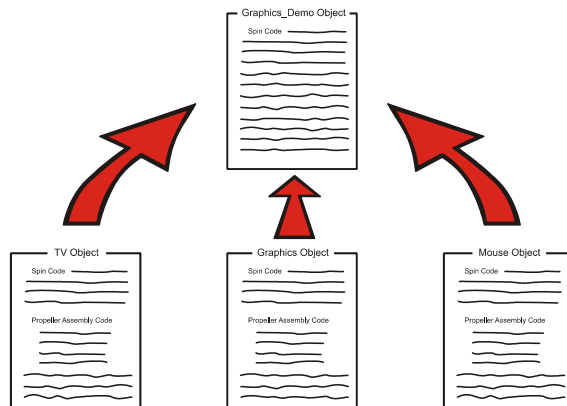 Graphics_Demo Object
Spin Code
TV Object
Graphics Object
Mouse Object
Spin Code
Spin Code
Spin Code
Propeller Assembly Code
Propeller Assembly Code
Propeller Assembly Code